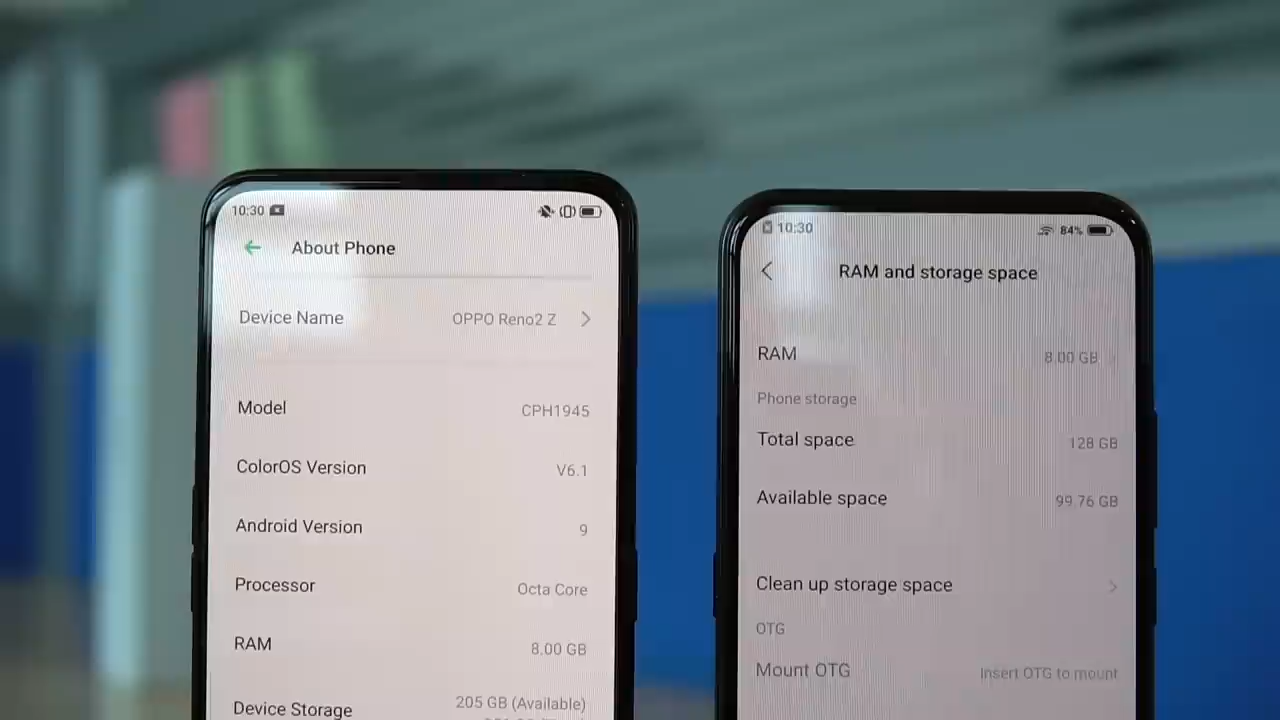 10:30
About Phone
Device Name OPPO Reno2 Z
Model CPH1945
ColorOS Version V6.1
Android Version 9
Processor Octa Core
RAM 8.00 GB
Device Storage 205 GB (Available)
10:30 84%
RAM and storage space
RAM 8.00 GB
Phone storage
Total space 128 GB
Available space 99.76 GB
Clean up storage space
OTG
Mount OTG Insert OTG to mount